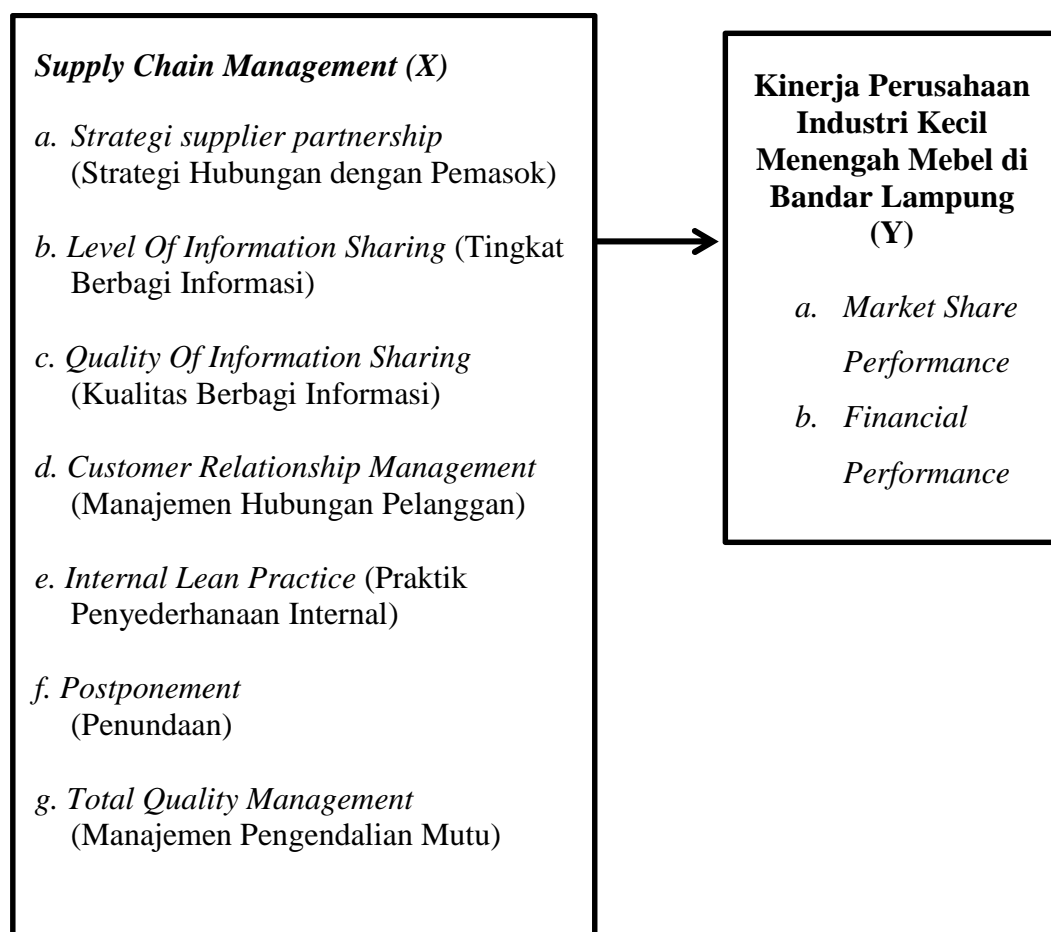 Supply Chain Management (X)
a. Strategi supplier partnership
(Strategi Hubungan dengan Pemasok)
b. Level Of Information Sharing (Tingkat
Berbagi Informasi)
c. Quality Of Information Sharing
(Kualitas Berbagi Informasi)
d. Customer Relationship Management
(Manajemen Hubungan Pelanggan)
e. Internal Lean Practice (Praktik
Penyederhanaan Internal)
f. Postponement
(Penundaan)
g. Total Quality Management
(Manajemen Pengendalian Mutu)
Kinerja Perusahaan
Industri Kecil
Menengah Mebel di
Bandar Lampung
(Y)
a. Market Share
Performance
b. Financial
Performance